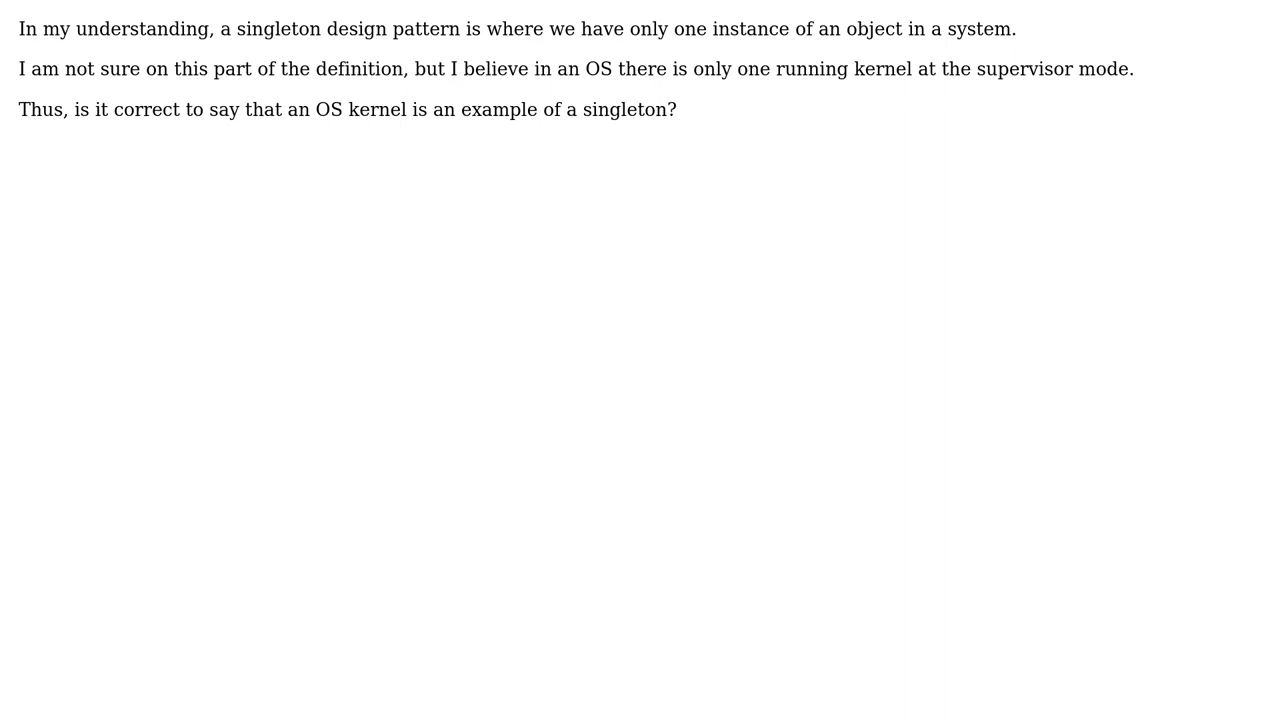 In my understanding, a singleton design pattern is where we have only one instance of an object in a system.
I am not sure on this part of the definition, but I believe in an OS there is only one running kernel at the supervisor mode.
Thus, is it correct to say that an OS kernel is an example of a singleton?